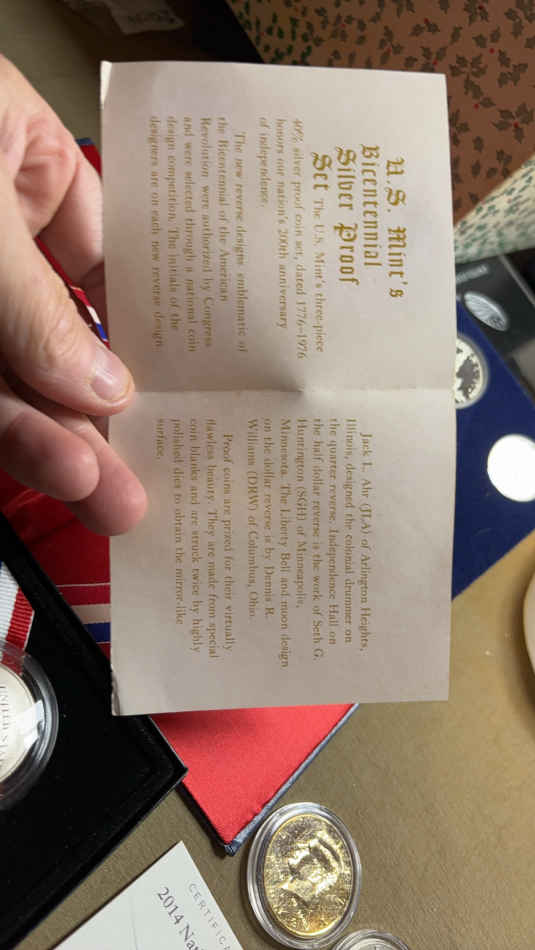 U.S. Mint's
Bicentennial
Silver Proof
Set The U.S. Mint's three-piece
40% silver proof coin set, dated 1776-1976
honors our nation's 200th anniversary
of independence.
The new reverse designs, emblematic of
the Bicentennial of the American
Revolution were authorized by Congress
and were selected through a national coin
design competition. The initials of the
designers are on each new reverse design.
Jack L. Ahr (JLA) of Arlington Heights,
Illinois, designed the colonial drummer on
the quarter reverse. Independence Hall on
the half dollar reverse is the work of Seth G.
Huntington (SGH) of Minneapolis,
Minnesota. The Liberty Bell and moon design
on the dollar reverse is by Dennis R.
Williams (DRW) of Columbus, Ohio.
Proof coins are prized for their virtually
flawless beauty. They are made from special
coin blanks and are struck twice by highly
polished dies to obtain the mirror-like
surface.
UNITED STA
CERTIFIC
2014 Nat